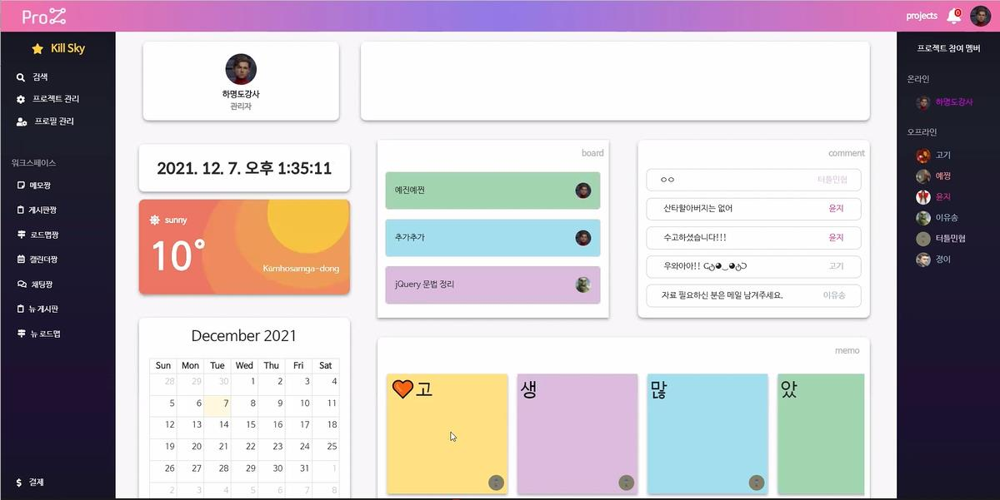 ProZ
projects
0
Kill Sky
검색
프로젝트 관리
프로필 관리
워크스페이스
메모짱
게시판짱
로드맵짱
캘린더짱
채팅짱
뉴 게시판
뉴 로드맵
결제
하명도강사
관리자
2021. 12. 7. 오후 1:35:11
sunny
10°
Kŭmhosamga-dong
December 2021
Sun Mon Tue Wed Thu Fri Sat
28 29 30 1 2 3 4
5 6 7 8 9 10 11
12 13 14 15 16 17 18
19 20 21 22 23 24 25
26 27 28 29 30 31 1
2 3 4 5 6 7 8
board
예진예찐
추가추가
jQuery 문법 정리
comment
ㅇㅇ 터틀민협
산타할아버지는 없어 윤지
수고하셨습니다!!! 윤지
우와아아!! 고기
자료 필요하신 분은 메일 남겨주세요. 이유송
memo
🧡고
생
많
았
프로젝트 참여 멤버
온라인
하명도강사
오프라인
고기
예찡
윤지
이유송
터틀민협
정이